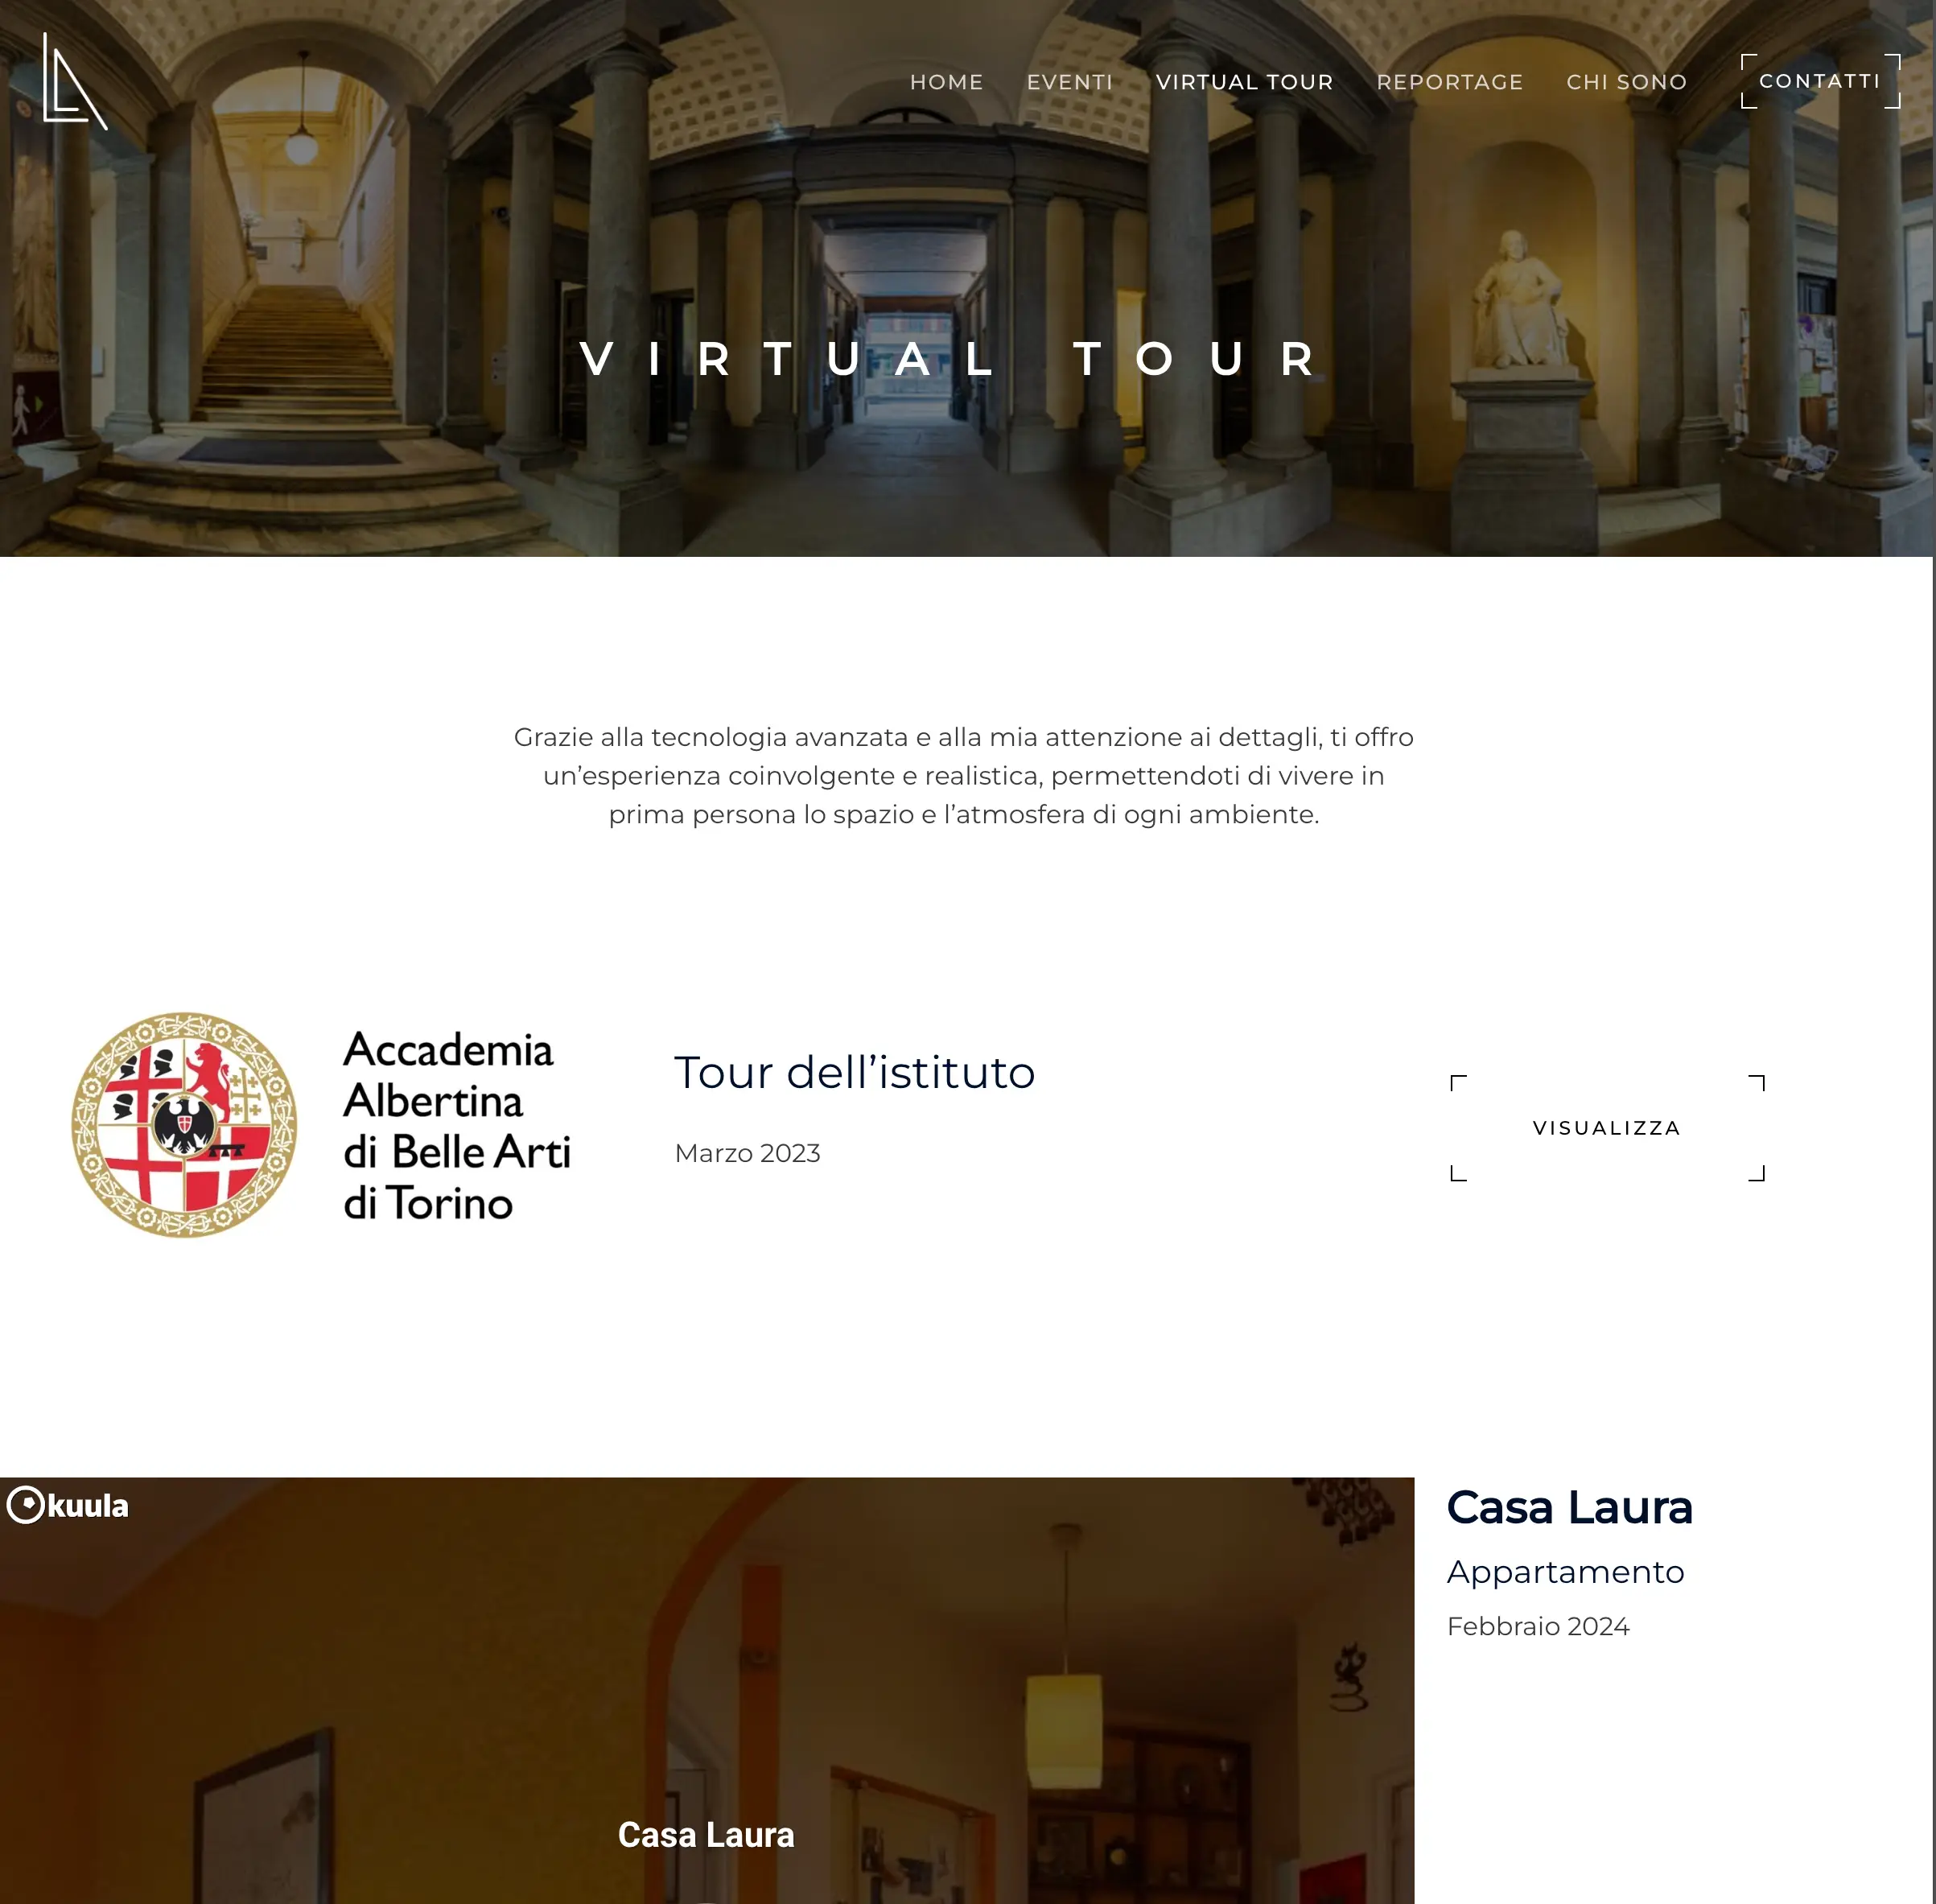 HOME EVENTI VIRTUAL TOUR REPORTAGE CHI SONO CONTATTI
VIRTUAL TOUR
Grazie alla tecnologia avanzata e alla mia attenzione ai dettagli, ti offro
un’esperienza coinvolgente e realistica, permettendoti di vivere in
prima persona lo spazio e l’atmosfera di ogni ambiente.
Accademia
Albertina
di Belle Arti
di Torino
Tour dell’istituto
Marzo 2023
VISUALIZZA
kuula
Casa Laura
Casa Laura
Appartamento
Febbraio 2024